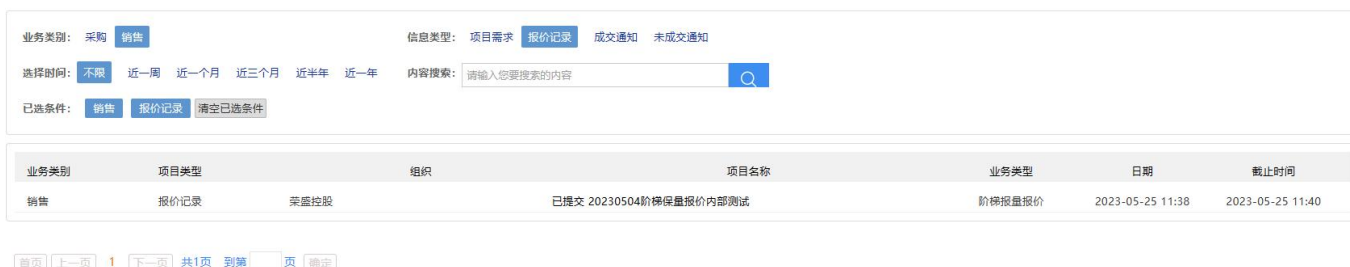 业务类别: 采购 销售 信息类型: 项目需求 报价记录 成交通知 未成交通知
选择时间: 不限 近一周 近一个月 近三个月 近半年 近一年 内容搜索: 请输入您要搜索的内容
已选条件: 销售 报价记录 清空已选条件
业务类别 项目类型 组织 项目名称 业务类型 日期 截止时间
销售 报价记录 荣盛控股 已提交 20230504阶梯保量报价内部测试 阶梯报量报价 2023-05-25 11:38 2023-05-25 11:40
首页 上一页 1 下一页 共1页 到第 页 确定